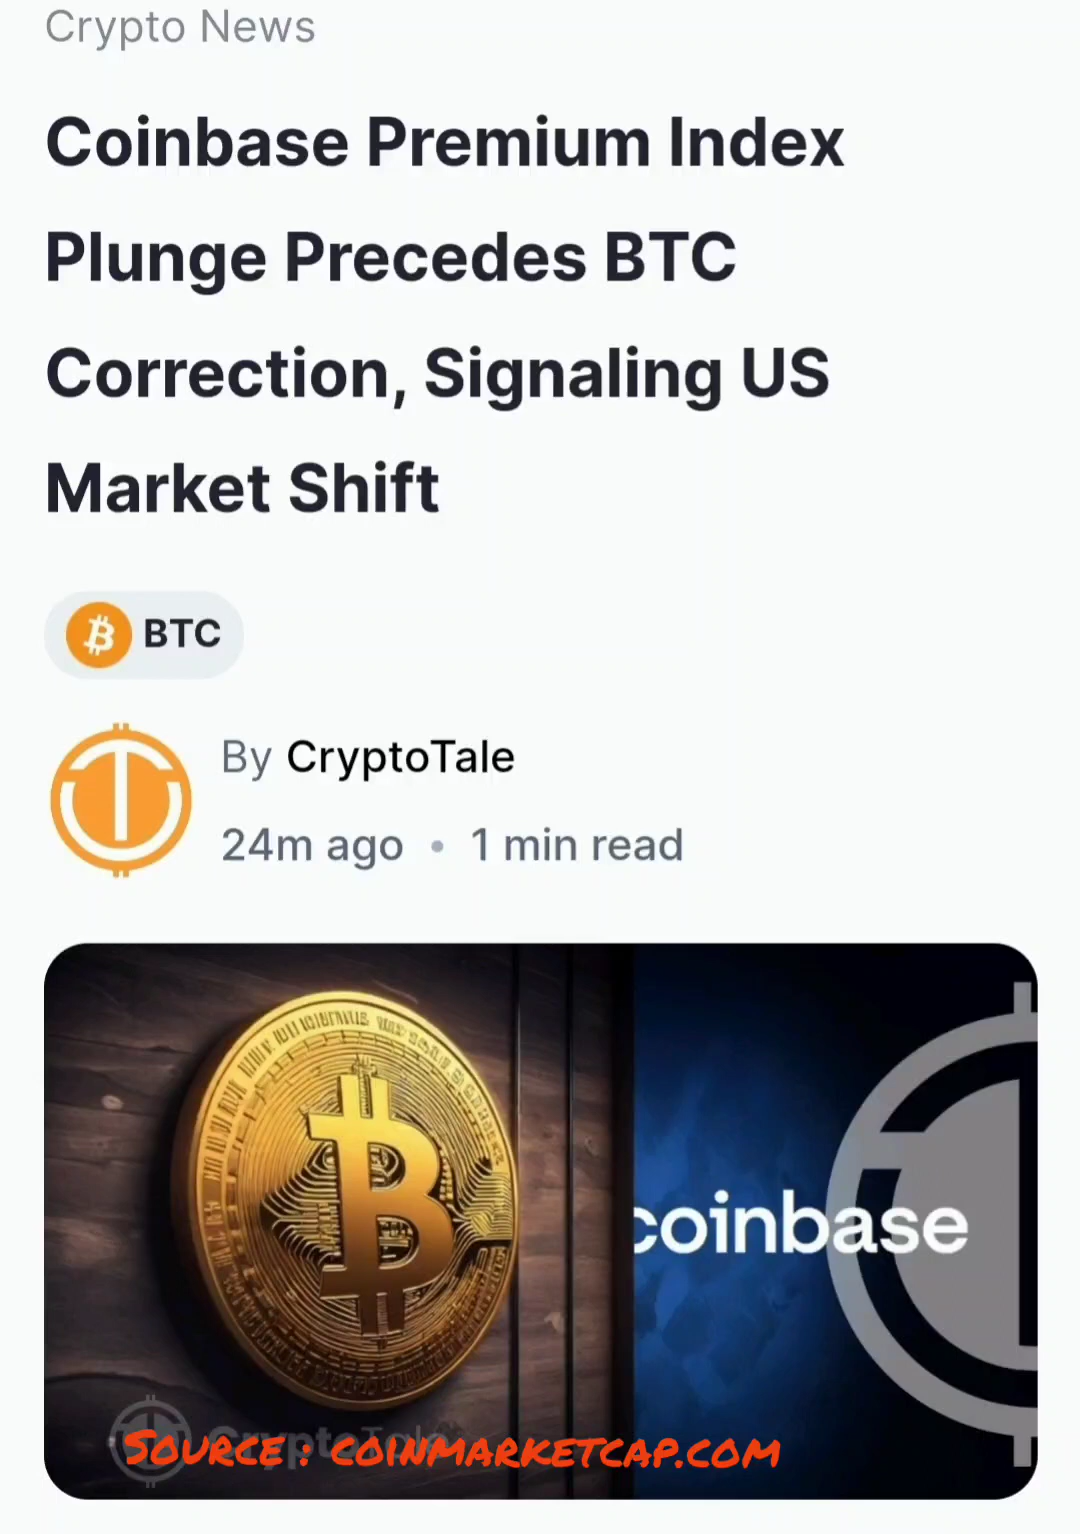 Crypto News
Coinbase Premium Index
Plunge Precedes BTC
Correction, Signaling US
Market Shift
BTC
By CryptoTale
24m ago • 1 min read
coinbase
Source : coinmarketcap.com